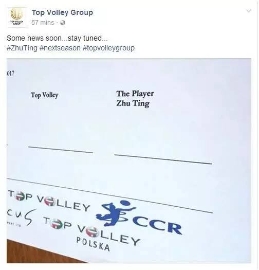 Top Volley Group
57 mins
Some news soon...stay tuned...
#ZhuTing #nextseason #topvolleygroup
Top Volley
The Player
Zhu Ting
TOP VOLLEY
CCR
TOP VOLLEY
POLSKA